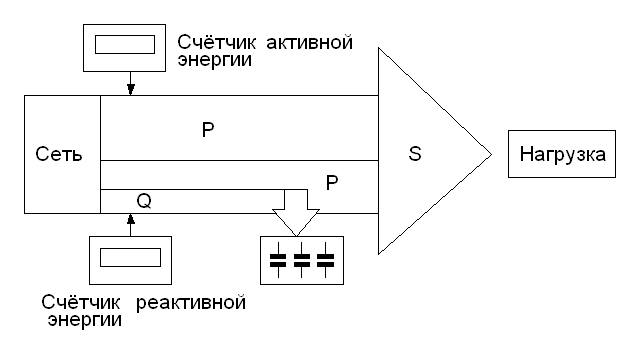 Счётчик активной
энергии
P
Сеть
S
Нагрузка
P
Q
Счётчик реактивной
энергии